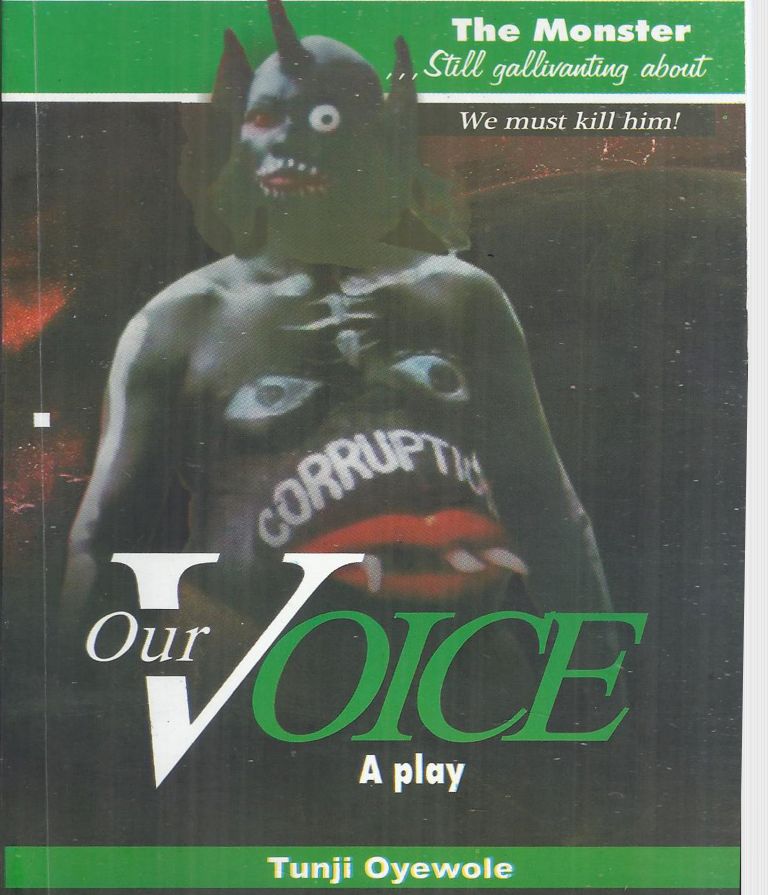 The Monster
,,,Still gallivanting about
We must kill him!
CORRUPTIO
Our
VOICE
A play
Tunji Oyewole